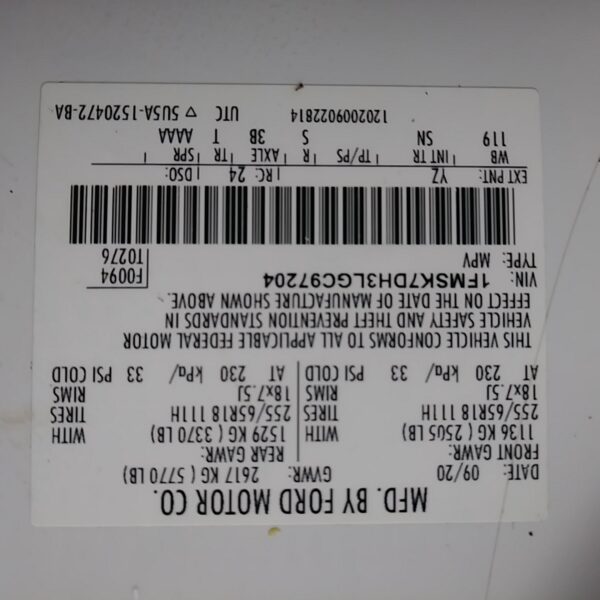 MFD. BY FORD MOTOR CO.
DATE: 09/20 GVWR: 2617 KG ( 5770 LB)
FRONT GAWR: REAR GAWR:
1136 KG ( 2505 LB) WITH 1529 KG ( 3370 LB) WITH
255/65R18 111H TIRES 255/65R18 111H TIRES
18x7.5J RIMS 18x7.5J RIMS
AT 230 kPa/ 33 PSI COLD AT 230 kPa/ 33 PSI COLD
THIS VEHICLE CONFORMS TO ALL APPLICABLE FEDERAL MOTOR
VEHICLE SAFETY AND THEFT PREVENTION STANDARDS IN
EFFECT ON THE DATE OF MANUFACTURE SHOWN ABOVE.
VIN: 1FMSK7DH3LGC97204 F0094
TYPE: MPV T0276
EXT PNT: YZ RC: 24 DSO:
WB INT TR TP/PS R AXLE TR SPR
119 SN S 3B T AAAA
1202009022814 UTC ▽ 5U5A-1520472-BA